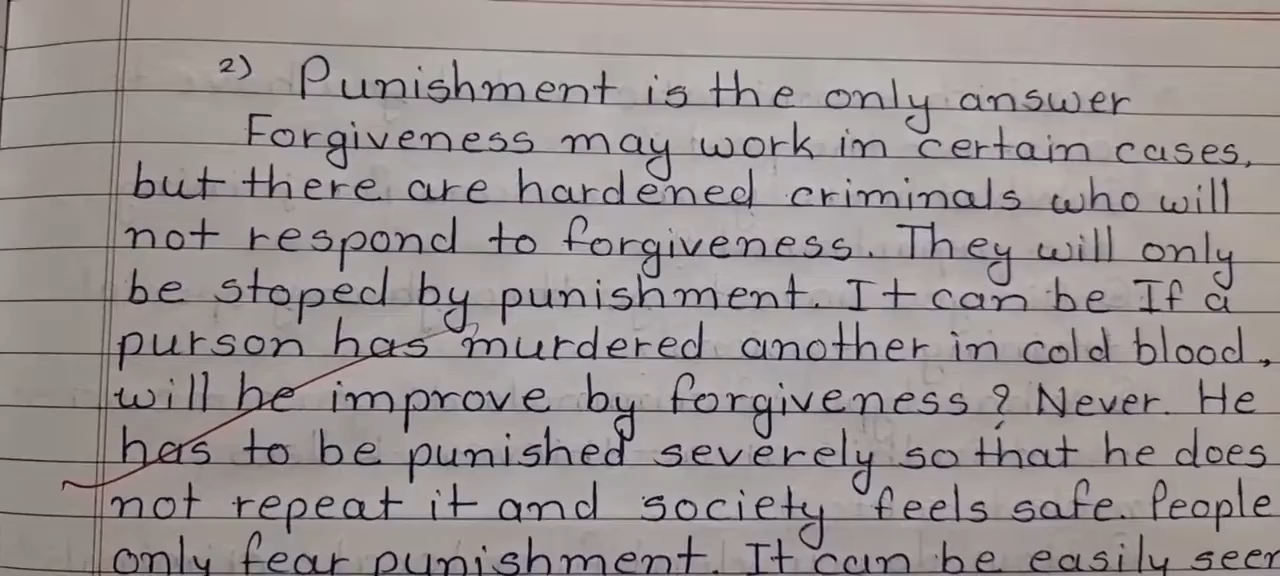 2) Punishment is the only answer
Forgiveness may work in certain cases,
but there are hardened criminals who will
not respond to forgiveness. They will only
be stoped by punishment. It can be If a
purson has murdered another in cold blood,
will he improve by forgiveness? Never. He
has to be punished severely so that he does
not repeat it and society feels safe. People
only fear punishment. It can be easily seen